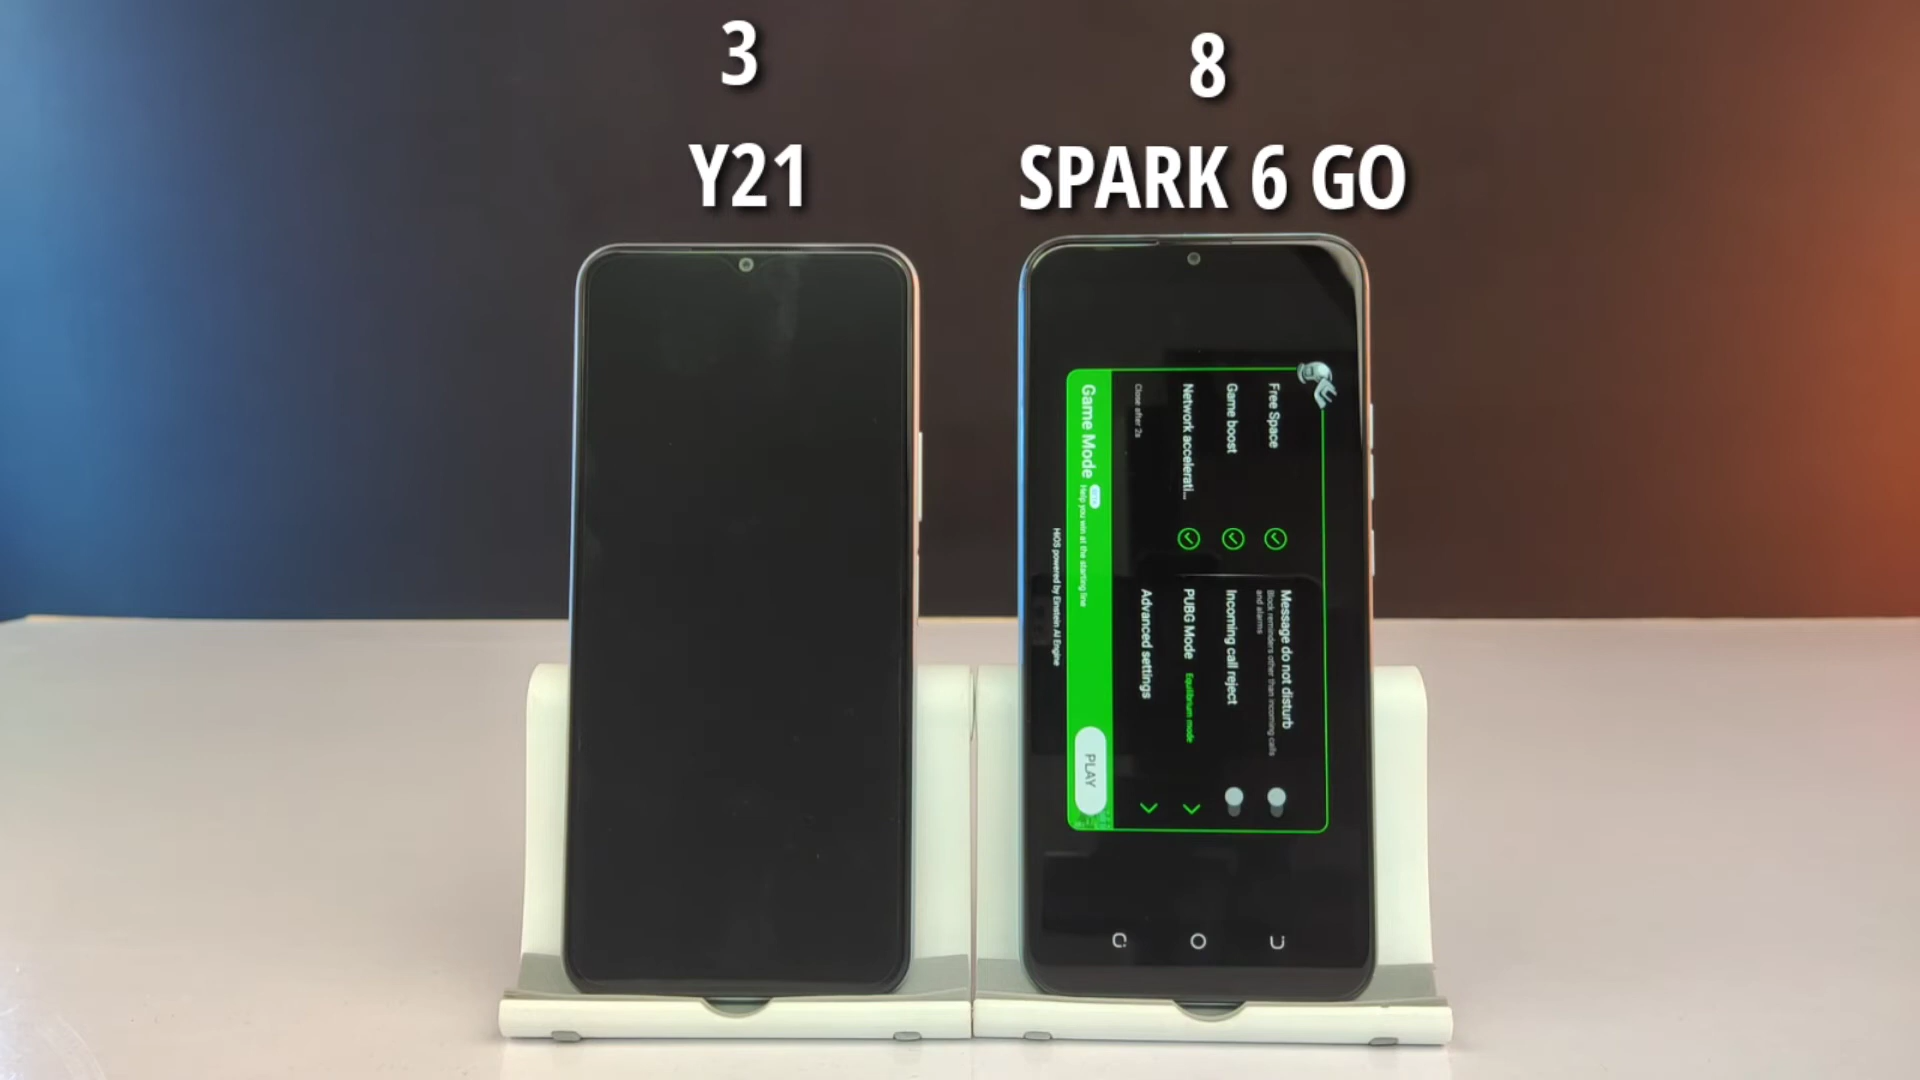 3
8
Y21
SPARK 6 GO
Free Space
Message do not disturb
Block reminders other than incoming calls
and alarms
Game boost
Incoming call reject
Network accelerati...
PUBG Mode Equilibrium mode
Close after 2s
Advanced settings
Game Mode BETA Help you win at the starting line
PLAY
HiOS powered by Einstein AI Engine